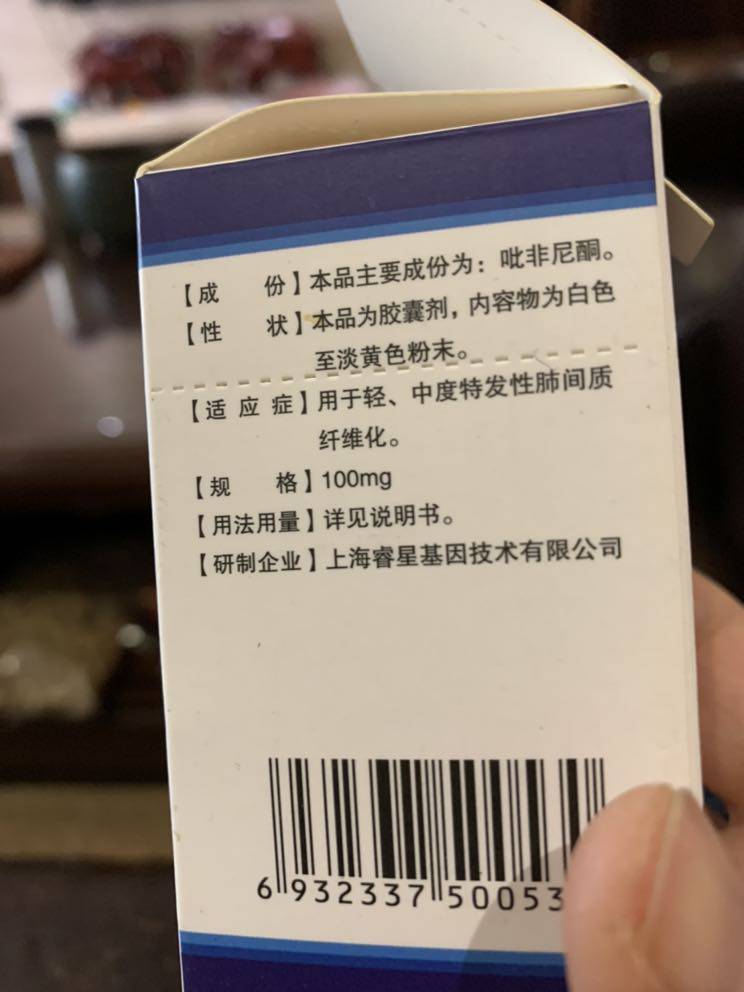 【成份】本品主要成份为：吡非尼酮。
【性状】本品为胶囊剂，内容物为白色
至淡黄色粉末。
【适应症】用于轻、中度特发性肺间质
纤维化。
【规格】100mg
【用法用量】详见说明书。
【研制企业】上海睿星基因技术有限公司
6 932337 50053